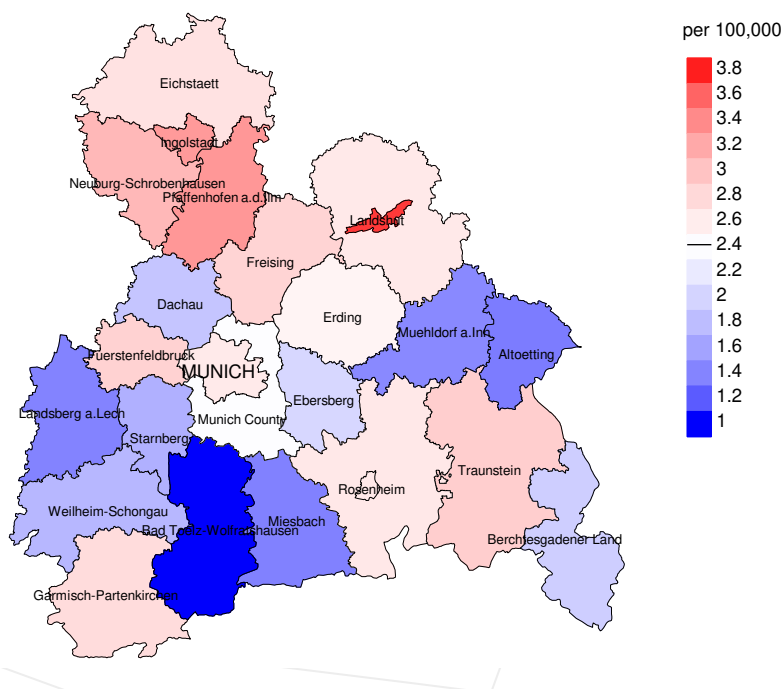 per 100,000
3.8
3.6
3.4
3.2
3
2.8
2.6
2.4
2.2
2
1.8
1.6
1.4
1.2
1
Eichstaett
Ingolstadt
Neuburg-Schrobenhausen
Pfaffenhofen a.d.Ilm
Landshut
Freising
Dachau
Erding
Muehldorf a.Inn
Altoetting
Fuerstenfeldbruck
MUNICH
Ebersberg
Landsberg a.Lech
Munich County
Starnberg
Traunstein
Rosenheim
Weilheim-Schongau
Miesbach
Bad Toelz-Wolfratshausen
Berchtesgadener Land
Garmisch-Partenkirchen